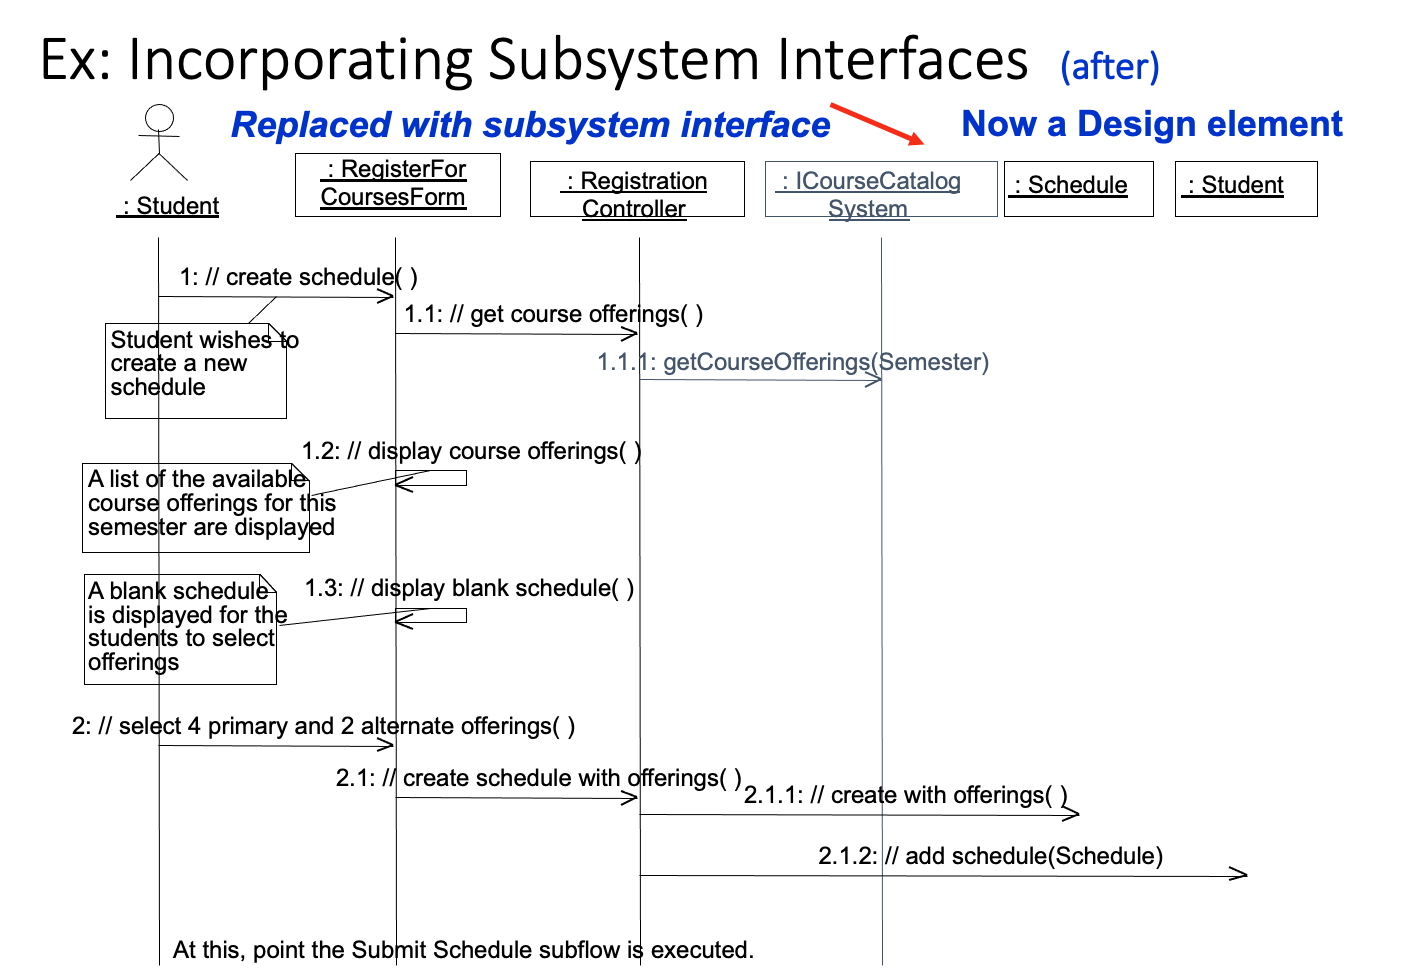 Ex: Incorporating Subsystem Interfaces (after)
Replaced with subsystem interface
Now a Design element
: Student
: RegisterFor
CoursesForm
: Registration
Controller
: ICourseCatalog
System
: Schedule
: Student
1: // create schedule( )
1.1: // get course offerings( )
Student wishes to
create a new
schedule
1.1.1: getCourseOfferings(Semester)
1.2: // display course offerings( )
A list of the available
course offerings for this
semester are displayed
1.3: // display blank schedule( )
A blank schedule
is displayed for the
students to select
offerings
2: // select 4 primary and 2 alternate offerings( )
2.1: // create schedule with offerings( )
2.1.1: // create with offerings( )
2.1.2: // add schedule(Schedule)
At this, point the Submit Schedule subflow is executed.